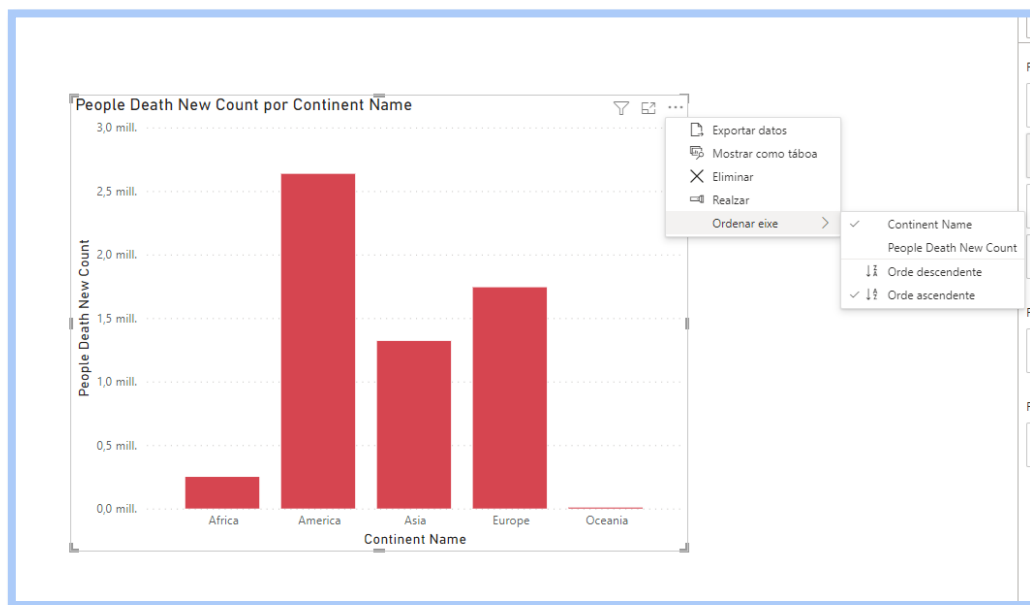 People Death New Count por Continent Name
3,0 mill.
2,5 mill.
2,0 mill.
1,5 mill.
1,0 mill.
0,5 mill.
0,0 mill.
People Death New Count
Africa
America
Asia
Europe
Oceania
Continent Name
Exportar datos
Mostrar como táboa
Eliminar
Realzar
Ordenar eixe
Continent Name
People Death New Count
Orde descendente
Orde ascendente